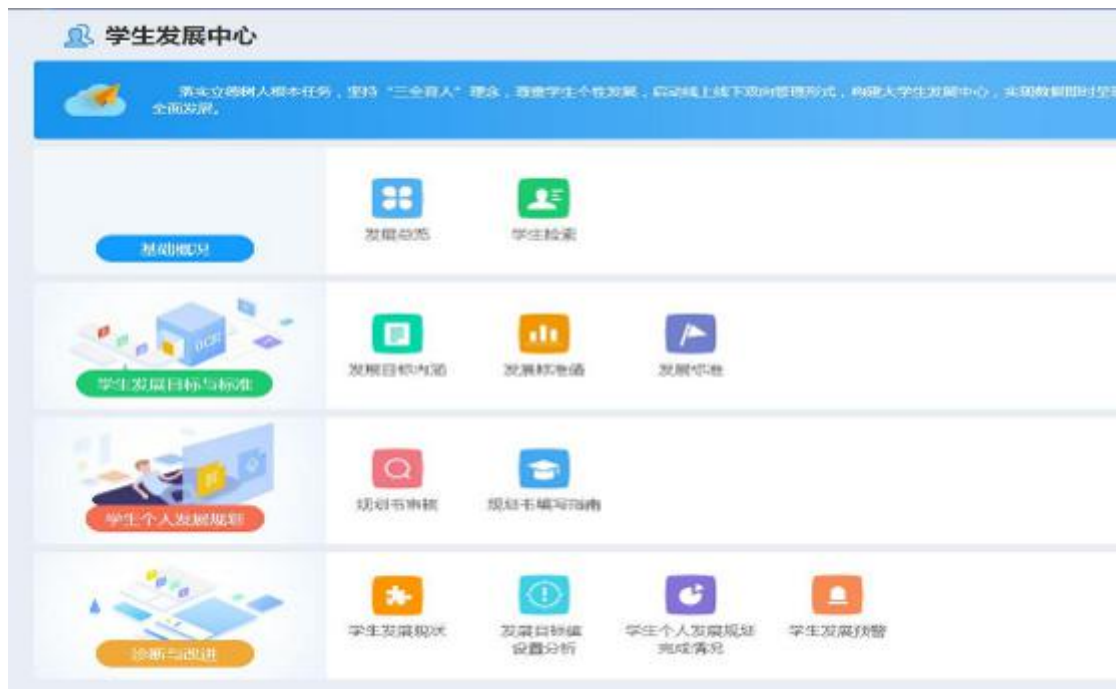 学生发展中心
落实立德树人根本任务，坚持“三全育人”理念，尊重学生个性发展，启动线上线下双向管理形式，构建大学生发展中心，实现数据即时呈现
全面发展。
基础概况
发展总览
学生检索
学生发展目标与标准
发展目标内涵
发展标准值
发展标准
学生个人发展规划
规划书审核
规划书编写指南
诊断与改进
学生发展现状
发展目标值
设置分析
学生个人发展规划
完成情况
学生发展预警